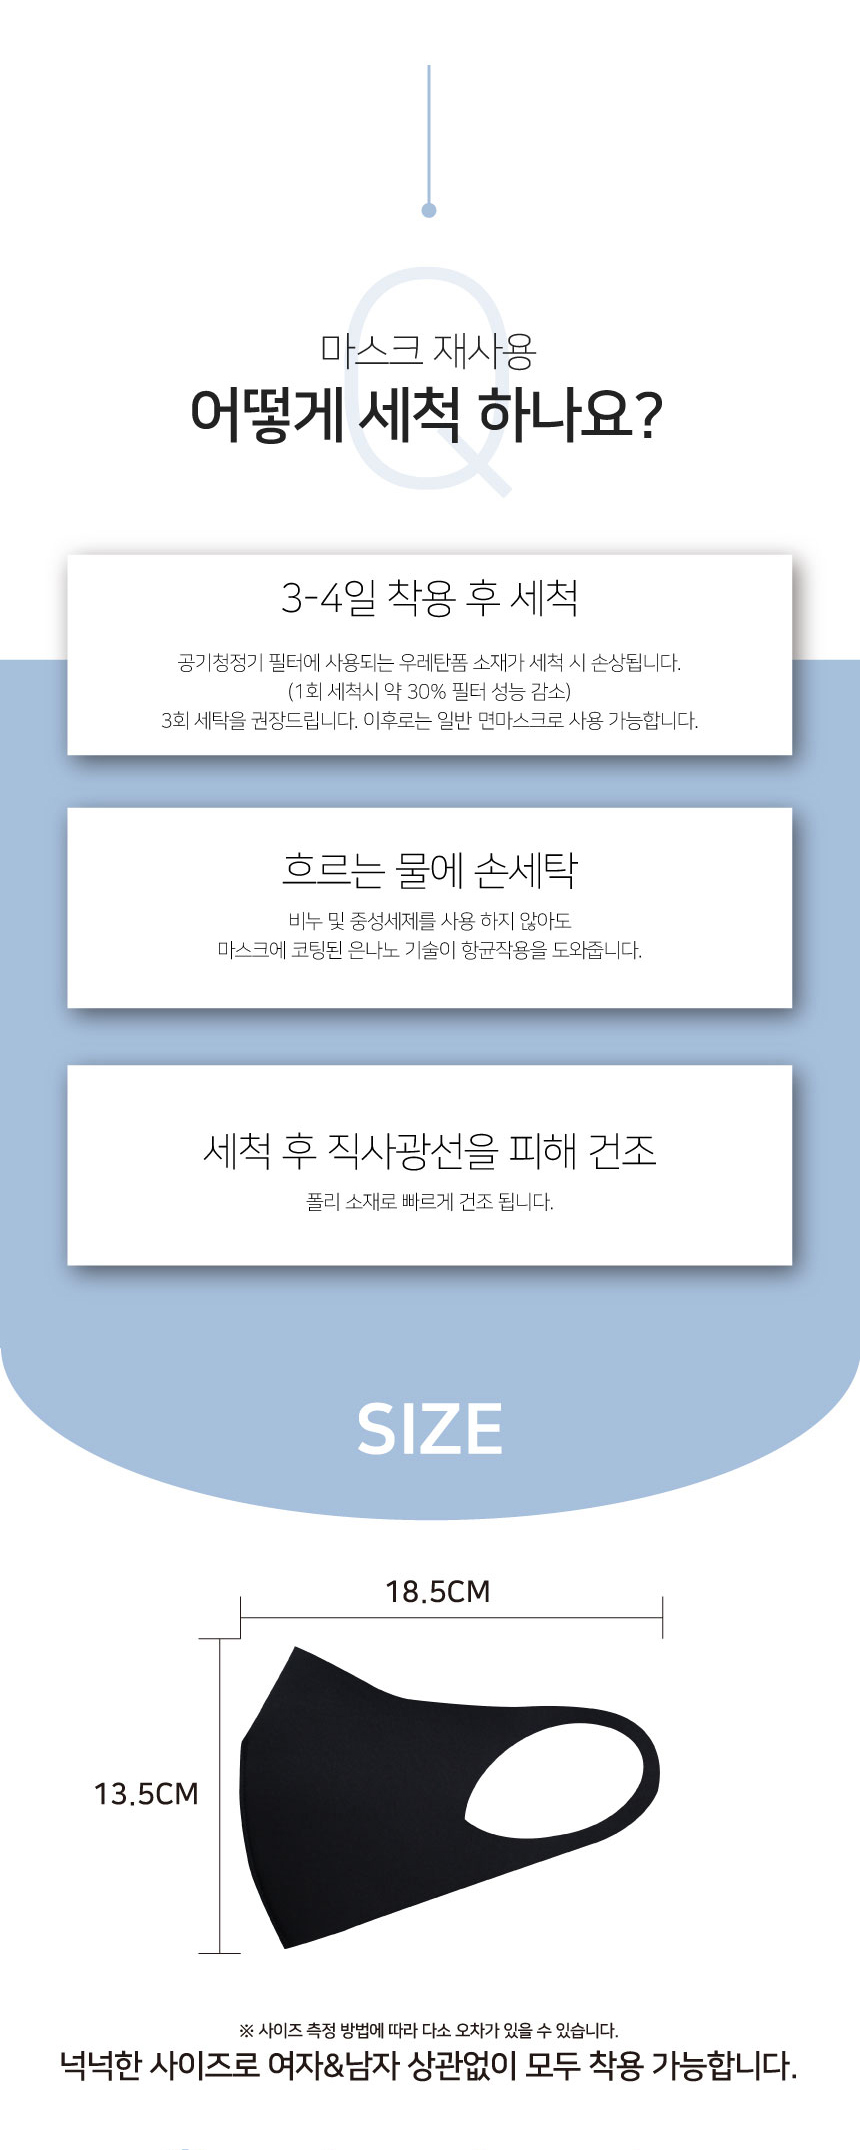 Q
마스크 재사용
어떻게 세척 하나요?
3-4일 착용 후 세척
공기청정기 필터에 사용되는 우레탄폼 소재가 세척 시 손상됩니다.
(1회 세척시 약 30% 필터 성능 감소)
3회 세탁을 권장드립니다. 이후로는 일반 면마스크로 사용 가능합니다.
흐르는 물에 손세탁
비누 및 중성세제를 사용 하지 않아도
마스크에 코팅된 은나노 기술이 항균작용을 도와줍니다.
세척 후 직사광선을 피해 건조
폴리 소재로 빠르게 건조 됩니다.
SIZE
18.5CM
13.5CM
※ 사이즈 측정 방법에 따라 다소 오차가 있을 수 있습니다.
넉넉한 사이즈로 여자&남자 상관없이 모두 착용 가능합니다.